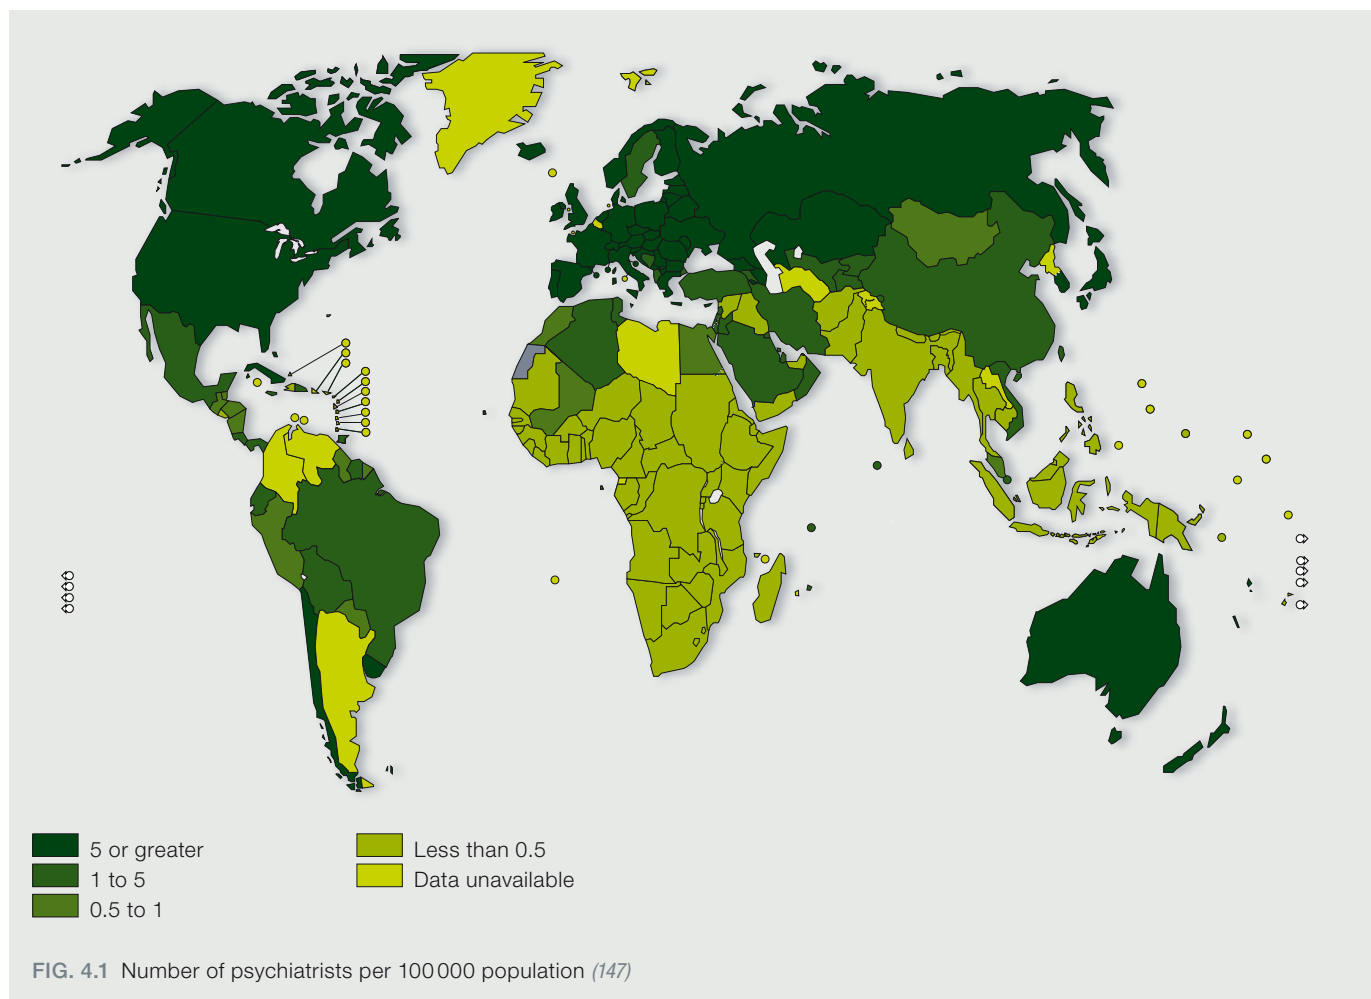 5 or greater
1 to 5
0.5 to 1
Less than 0.5
Data unavailable
FIG. 4.1 Number of psychiatrists per 100 000 population (147)